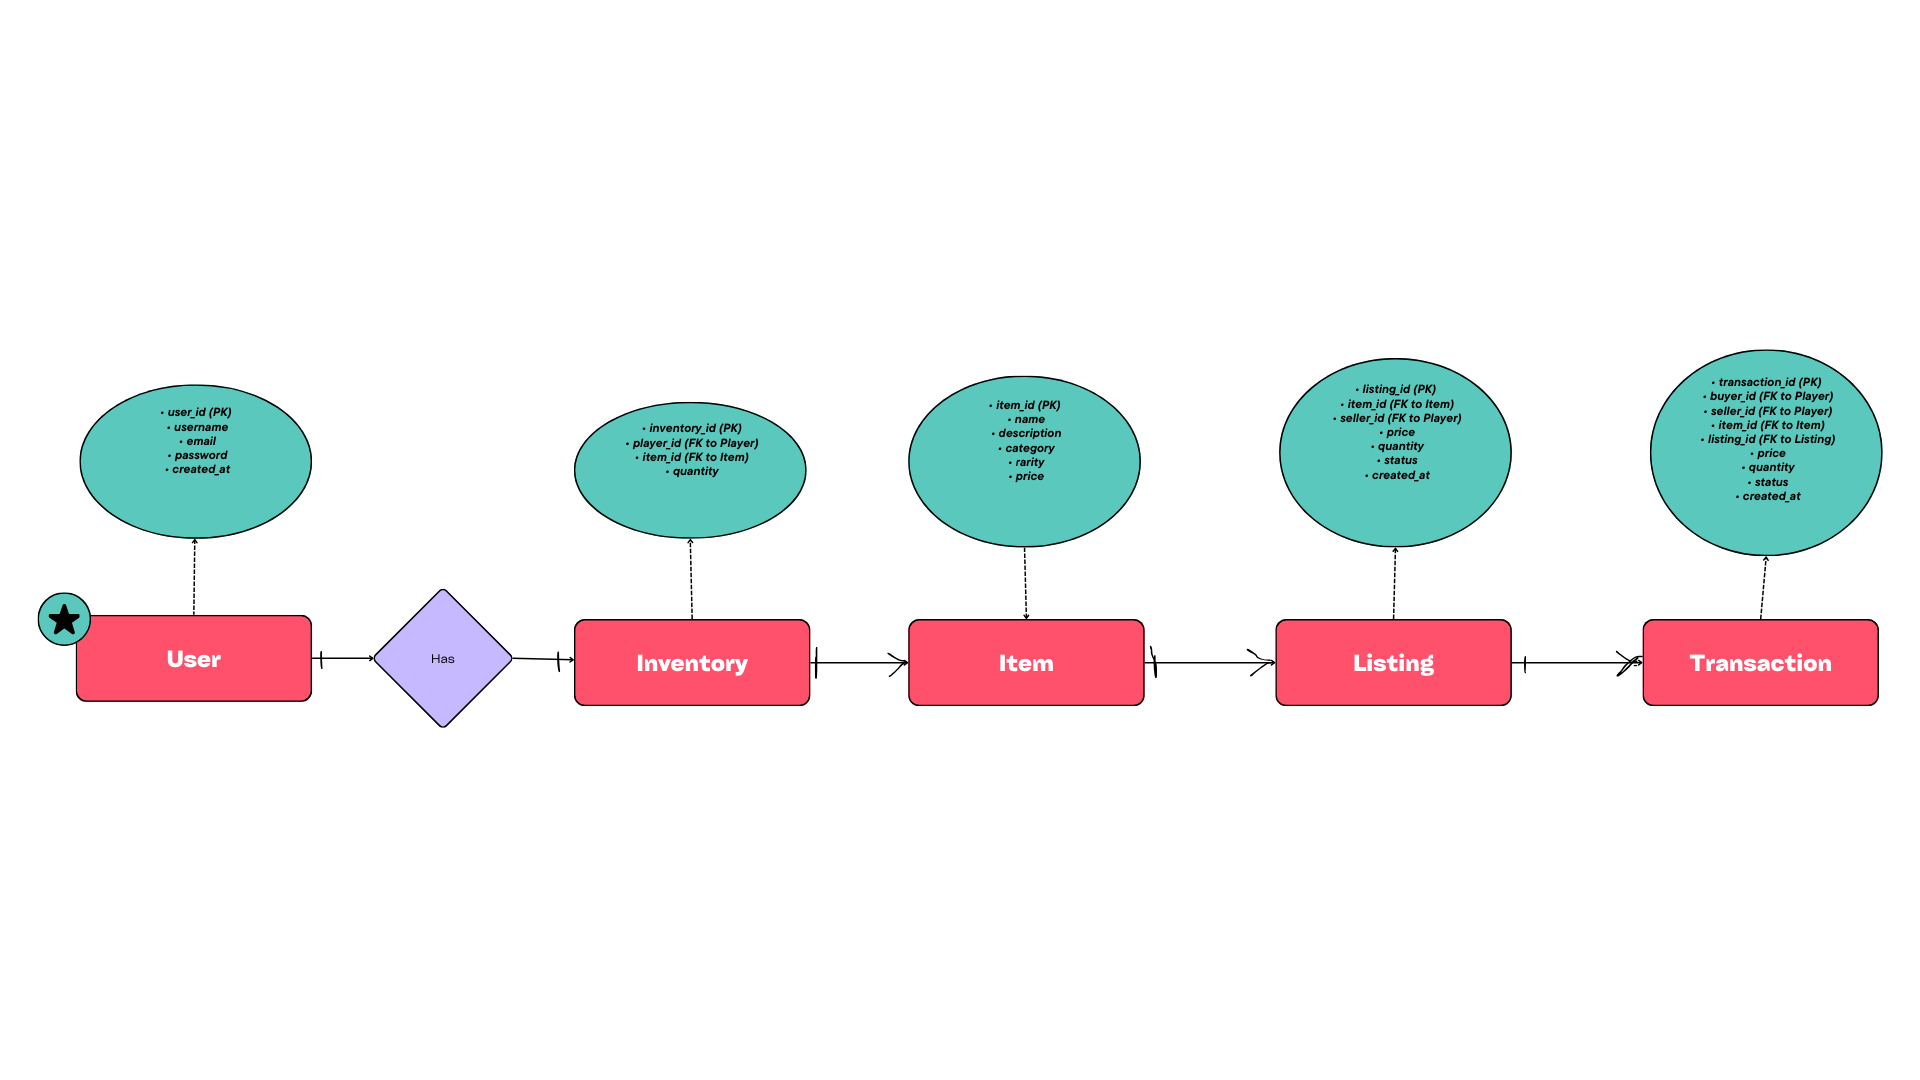 • user_id (PK)
• username
• email
• password
• created_at
• inventory_id (PK)
• player_id (FK to Player)
• item_id (FK to Item)
• quantity
• item_id (PK)
• name
• description
• category
• rarity
• price
• listing_id (PK)
• item_id (FK to Item)
• seller_id (FK to Player)
• price
• quantity
• status
• created_at
• transaction_id (PK)
• buyer_id (FK to Player)
• seller_id (FK to Player)
• item_id (FK to Item)
• listing_id (FK to Listing)
• price
• quantity
• status
• created_at
User
Has
Inventory
Item
Listing
Transaction